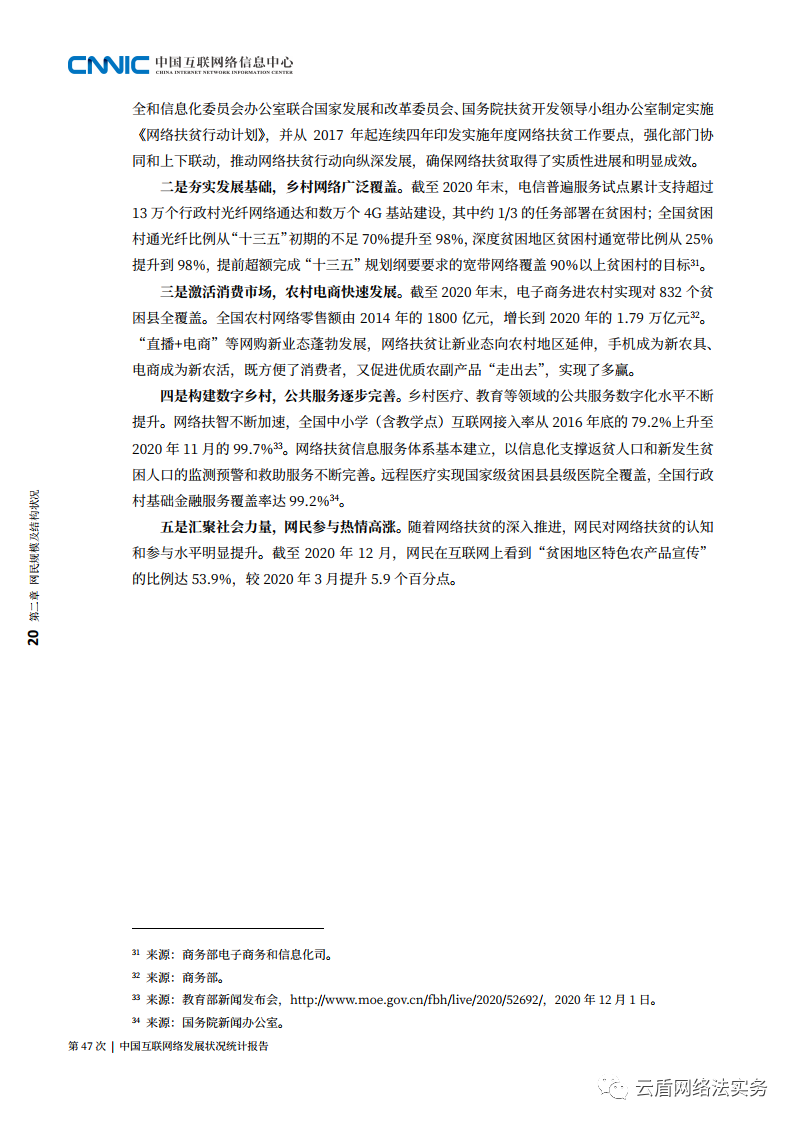 CNNIC 中国互联网络信息中心
CHINA INTERNET NETWORK INFORMATION CENTER
全和信息化委员会办公室联合国家发展和改革委员会、国务院扶贫开发领导小组办公室制定实施
《网络扶贫行动计划》，并从 2017 年起连续四年印发实施年度网络扶贫工作要点，强化部门协
同和上下联动，推动网络扶贫行动向纵深发展，确保网络扶贫取得了实质性进展和明显成效。
二是夯实发展基础，乡村网络广泛覆盖。截至 2020 年末，电信普遍服务试点累计支持超过
13 万个行政村光纤网络通达和数万个 4G 基站建设，其中约 1/3 的任务部署在贫困村；全国贫困
村通光纤比例从“十三五”初期的不足 70%提升至 98%，深度贫困地区贫困村通宽带比例从 25%
提升到 98%，提前超额完成“十三五”规划纲要要求的宽带网络覆盖 90%以上贫困村的目标³¹。
三是激活消费市场，农村电商快速发展。截至 2020 年末，电子商务进农村实现对 832 个贫
困县全覆盖。全国农村网络零售额由 2014 年的 1800 亿元，增长到 2020 年的 1.79 万亿元³²。
“直播+电商”等网购新业态蓬勃发展，网络扶贫让新业态向农村地区延伸，手机成为新农具、
电商成为新农活，既方便了消费者，又促进优质农副产品“走出去”，实现了多赢。
四是构建数字乡村，公共服务逐步完善。乡村医疗、教育等领域的公共服务数字化水平不断
提升。网络扶智不断加速，全国中小学（含教学点）互联网接入率从 2016 年底的 79.2%上升至
2020 年 11 月的 99.7%³³。网络扶贫信息服务体系基本建立，以信息化支撑返贫人口和新发生贫
困人口的监测预警和救助服务不断完善。远程医疗实现国家级贫困县县级医院全覆盖，全国行政
村基础金融服务覆盖率达 99.2%³⁴。
五是汇聚社会力量，网民参与热情高涨。随着网络扶贫的深入推进，网民对网络扶贫的认知
和参与水平明显提升。截至 2020 年 12 月，网民在互联网上看到“贫困地区特色农产品宣传”
的比例达 53.9%，较 2020 年 3 月提升 5.9 个百分点。
20 第二章 网民规模及结构状况
³¹ 来源：商务部电子商务和信息化司。
³² 来源：商务部。
³³ 来源：教育部新闻发布会，http://www.moe.gov.cn/fbh/live/2020/52692/，2020 年 12 月 1 日。
³⁴ 来源：国务院新闻办公室。
第 47 次 | 中国互联网络发展状况统计报告
云盾网络法实务